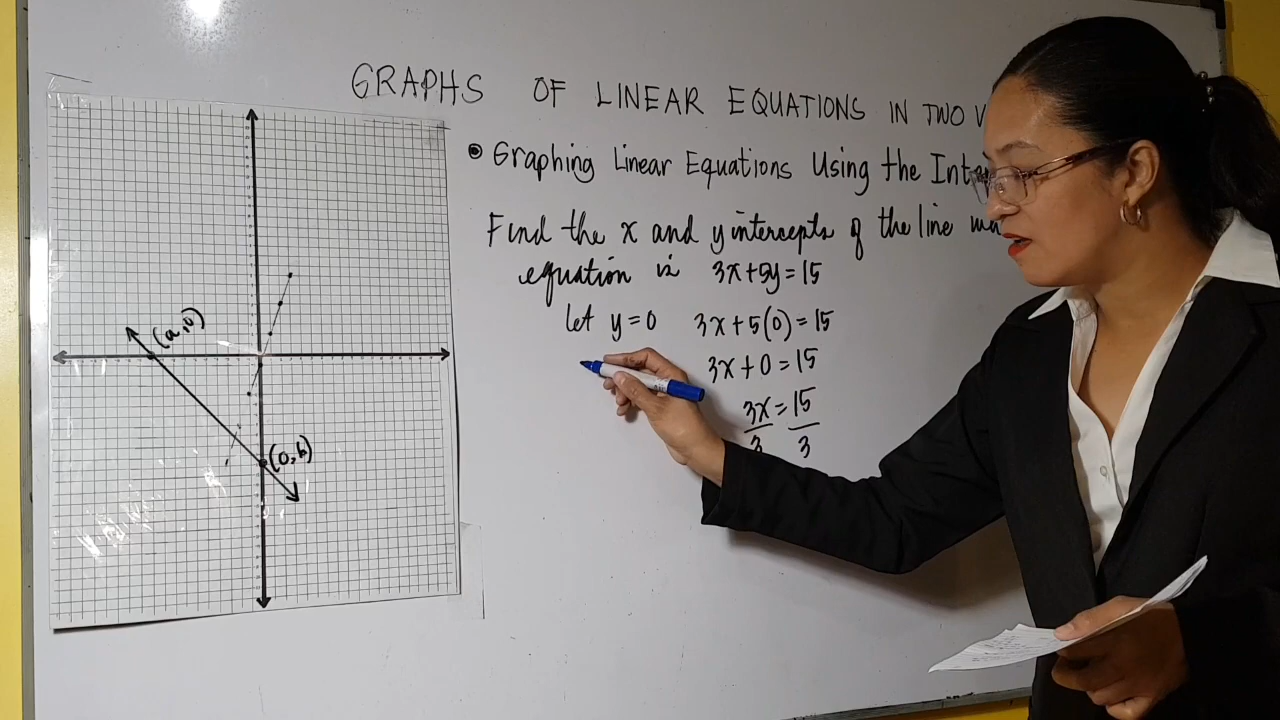 GRAPHS OF LINEAR EQUATIONS IN TWO
• Graphing Linear Equations Using the
Find the x and y intercepts of the line
equation is 3x+5y=15
let y=0 3x+5(0)=15
3x+0=15
3x=15
3 3
(a,0)
(0,b)